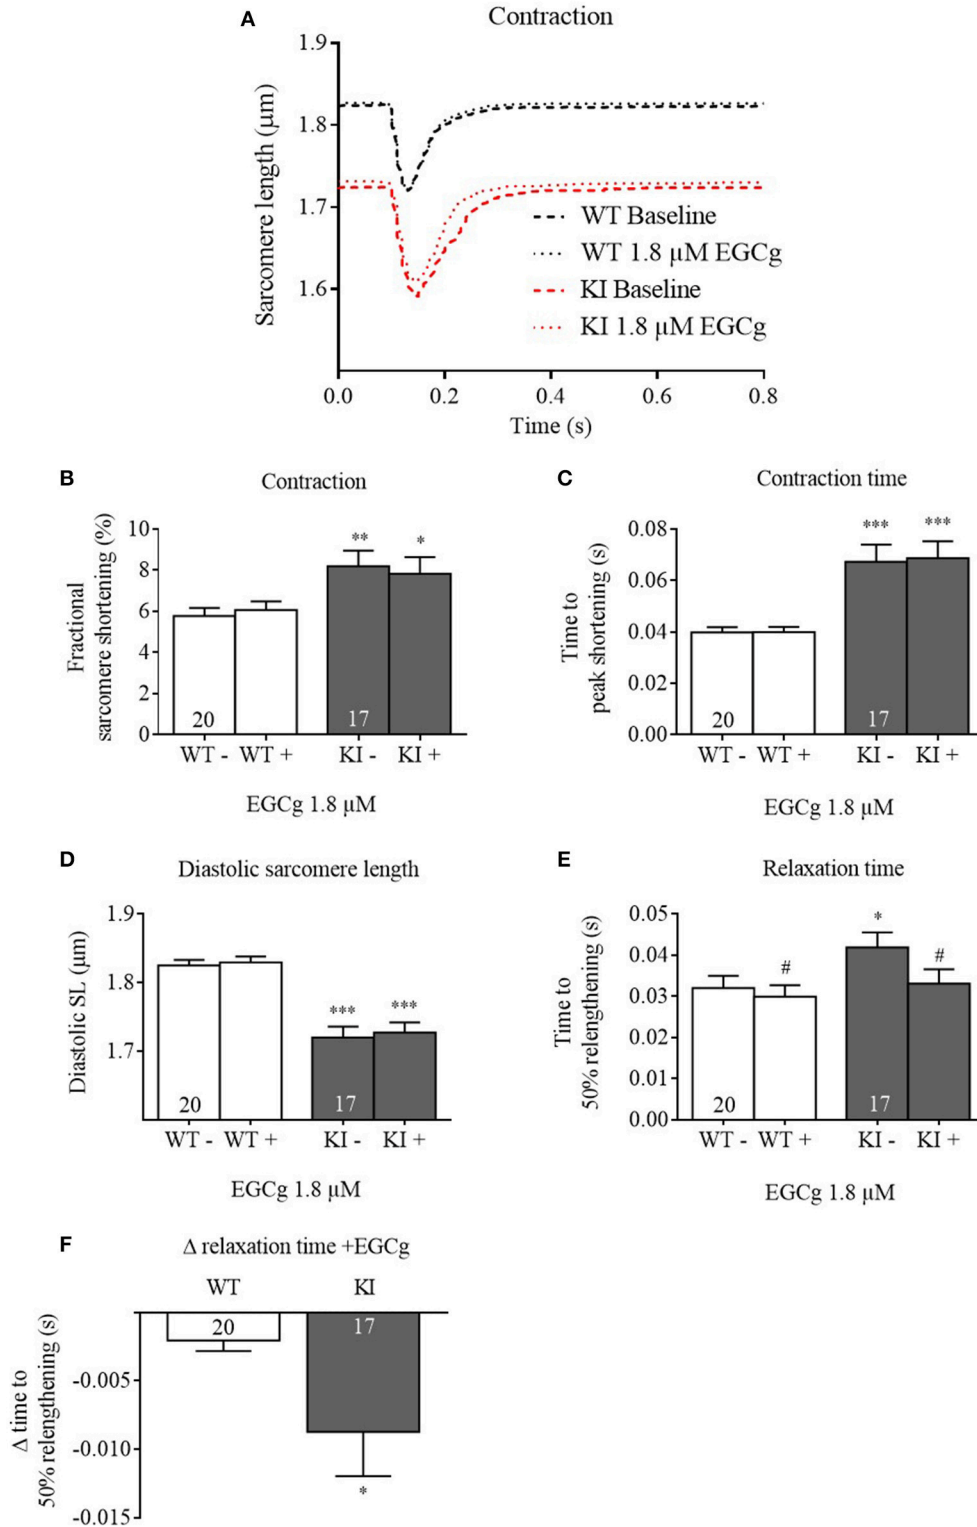 A
Contraction
Sarcomere length (µm)
1.9
1.8
1.7
1.6
0.0 0.2 0.4 0.6 0.8
Time (s)
WT Baseline
WT 1.8 µM EGCg
KI Baseline
KI 1.8 µM EGCg
B
Contraction
Fractional
sarcomere shortening (%)
10
8
6
4
2
0
** *
20 17
WT - WT + KI - KI +
EGCg 1.8 µM
C
Contraction time
Time to
peak shortening (s)
0.08
0.06
0.04
0.02
0.00
*** ***
20 17
WT - WT + KI - KI +
EGCg 1.8 µM
D
Diastolic sarcomere length
Diastolic SL (µm)
1.9
1.8
1.7
*** ***
20 17
WT - WT + KI - KI +
EGCg 1.8 µM
E
Relaxation time
Time to
50% relengthening (s)
0.05
0.04
0.03
0.02
0.01
0.00
# * #
20 17
WT - WT + KI - KI +
EGCg 1.8 µM
F
Δ relaxation time +EGCg
WT KI
20 17
Δ time to
50% relengthening (s)
-0.005
-0.010
-0.015
*